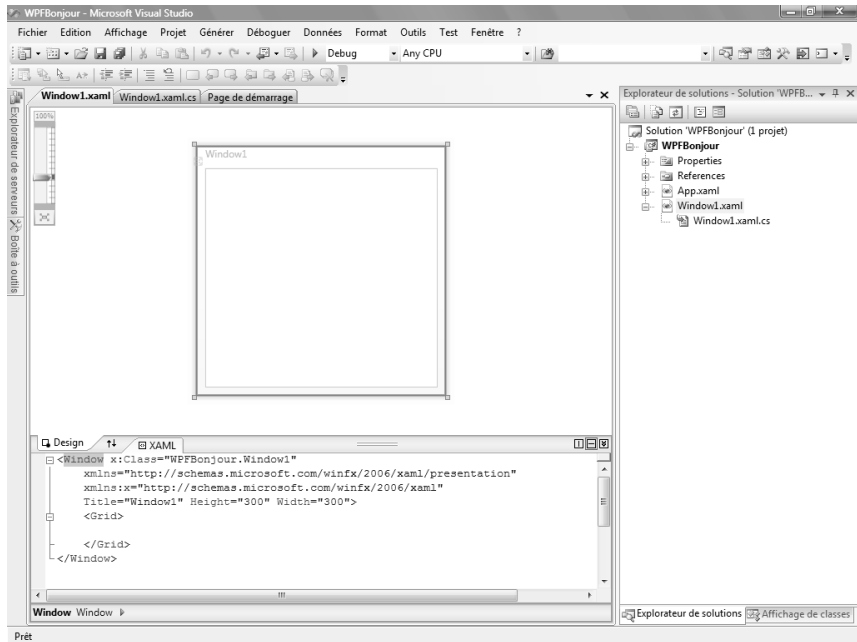 WPFBonjour - Microsoft Visual Studio
Fichier Edition Affichage Projet Générer Déboguer Données Format Outils Test Fenêtre ?
Debug Any CPU
Explorateur de serveurs
Boîte à outils
Window1.xaml Window1.xaml.cs Page de démarrage
100%
Window1
Design XAML
<Window x:Class="WPFBonjour.Window1"
xmlns="http://schemas.microsoft.com/winfx/2006/xaml/presentation"
xmlns:x="http://schemas.microsoft.com/winfx/2006/xaml"
Title="Window1" Height="300" Width="300">
<Grid>
</Grid>
</Window>
Window Window
Explorateur de solutions - Solution 'WPFB...
Solution 'WPFBonjour' (1 projet)
WPFBonjour
Properties
References
App.xaml
Window1.xaml
Window1.xaml.cs
Explorateur de solutions Affichage de classes
Prêt